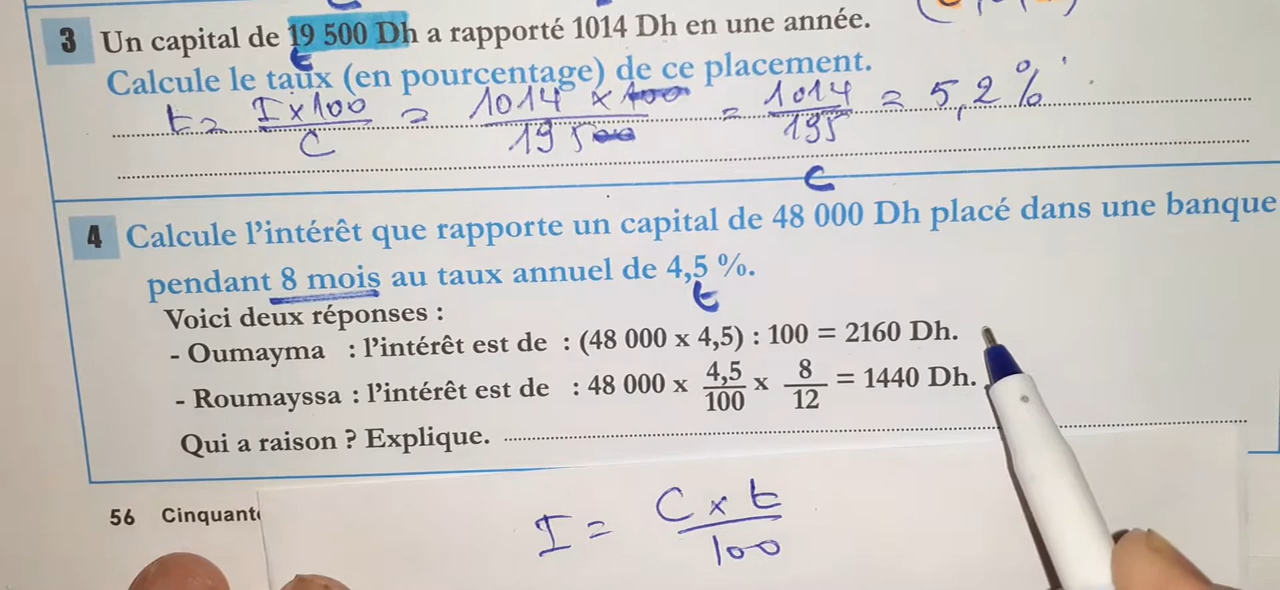 3 Un capital de 19 500 Dh a rapporté 1014 Dh en une année.
t
Calcule le taux (en pourcentage) de ce placement.
t = I x 100 / C = 1014 x 100 / 19 500 = 1014 / 195 = 5,2 %
C
4 Calcule l'intérêt que rapporte un capital de 48 000 Dh placé dans une banque
pendant 8 mois au taux annuel de 4,5 %.
t
Voici deux réponses :
- Oumayma : l'intérêt est de : (48 000 x 4,5) : 100 = 2160 Dh.
- Roumayssa : l'intérêt est de : 48 000 x 4,5/100 x 8/12 = 1440 Dh.
Qui a raison ? Explique.
56 Cinquant
I = C x t / 100